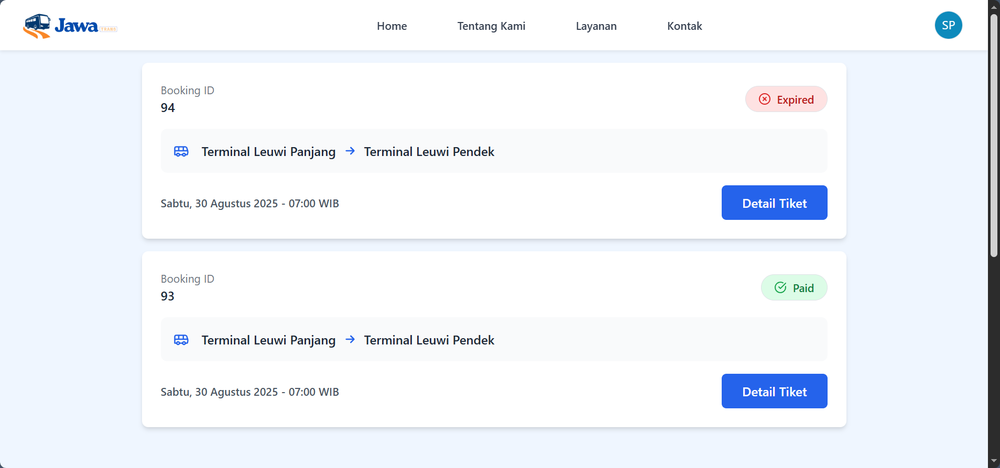 Jawa TRANS
Home
Tentang Kami
Layanan
Kontak
SP
Booking ID
94
Expired
Terminal Leuwi Panjang → Terminal Leuwi Pendek
Sabtu, 30 Agustus 2025 - 07:00 WIB
Detail Tiket
Booking ID
93
Paid
Terminal Leuwi Panjang → Terminal Leuwi Pendek
Sabtu, 30 Agustus 2025 - 07:00 WIB
Detail Tiket